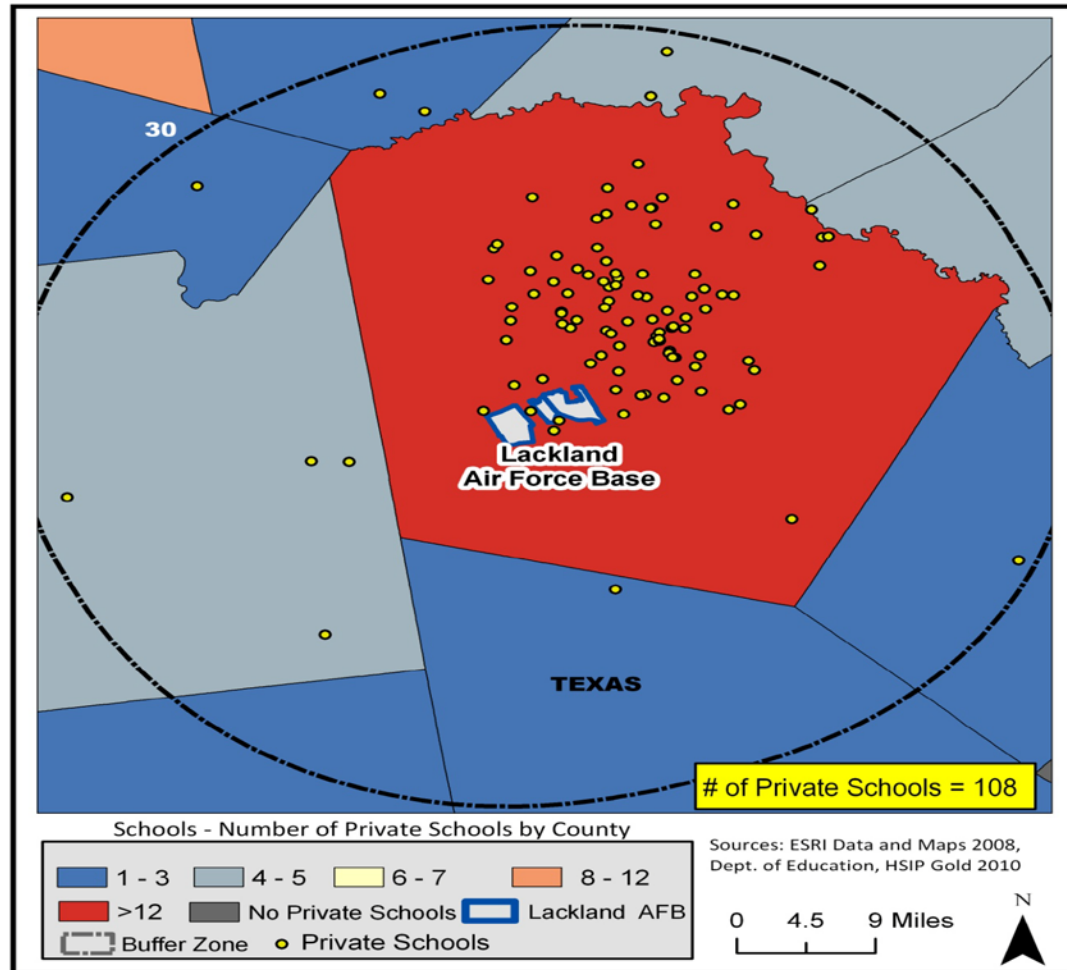 30
Lackland
Air Force Base
TEXAS
# of Private Schools = 108
Schools - Number of Private Schools by County
1 - 3
4 - 5
6 - 7
8 - 12
>12
No Private Schools
Lackland AFB
Buffer Zone
Private Schools
Sources: ESRI Data and Maps 2008,
Dept. of Education, HSIP Gold 2010
0 4.5 9 Miles
N